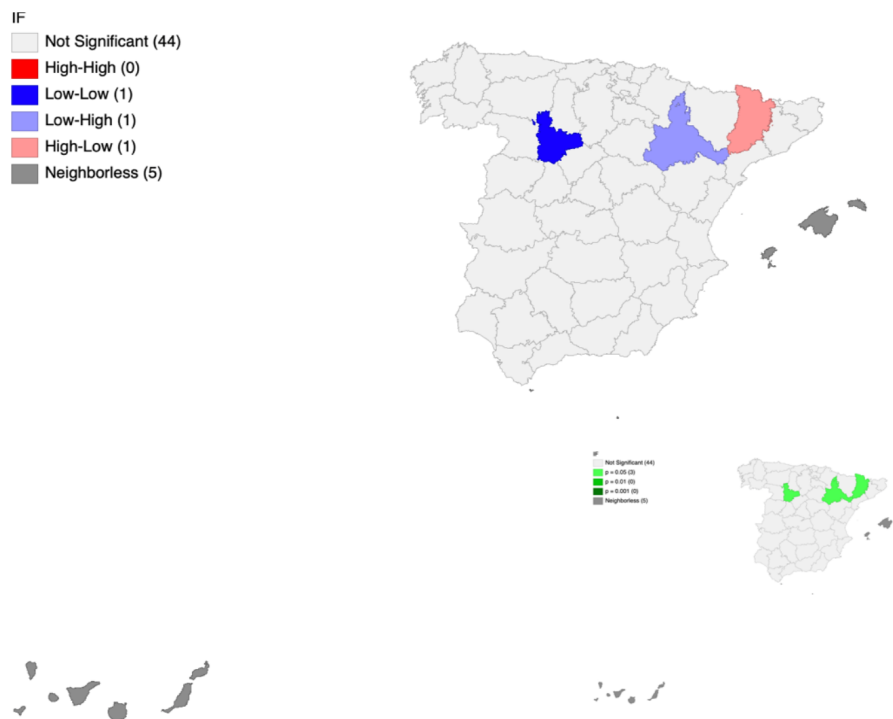 IF
Not Significant (44)
High-High (0)
Low-Low (1)
Low-High (1)
High-Low (1)
Neighborless (5)
IF
Not Significant (44)
p = 0.05 (3)
p = 0.01 (0)
p = 0.001 (0)
Neighborless (5)